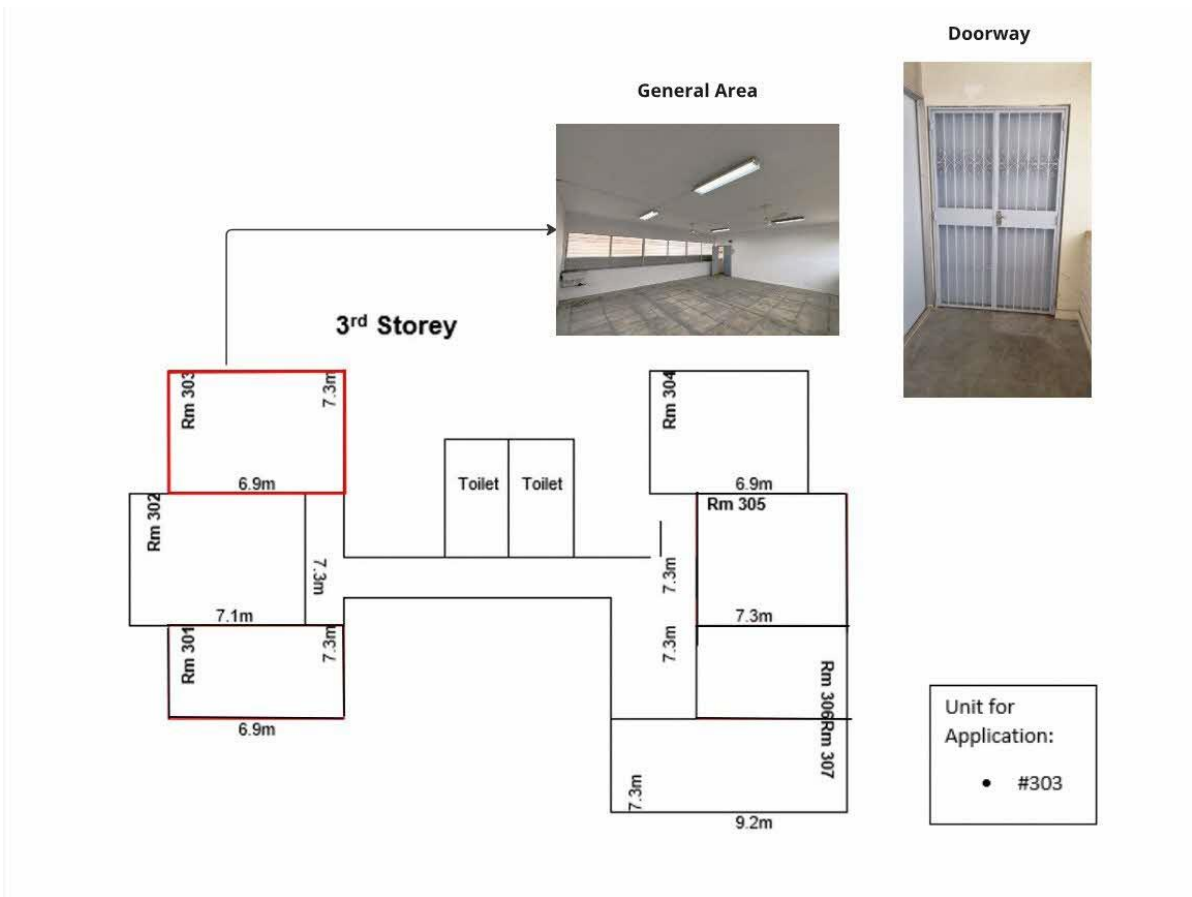 Doorway
General Area
3rd Storey
Rm 303
7.3m
6.9m
Rm 304
6.9m
Toilet
Toilet
Rm 302
7.3m
7.1m
Rm 305
7.3m
7.3m
Rm 301
7.3m
6.9m
7.3m
Rm 306
Rm 307
7.3m
9.2m
Unit for
Application:
• #303